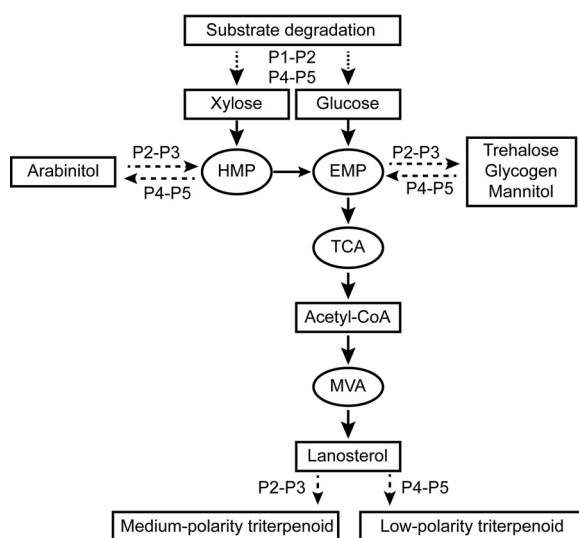 Substrate degradation
P1-P2
P4-P5
Xylose
Glucose
P2-P3
P2-P3
Arabinitol
HMP
EMP
Trehalose
Glycogen
Mannitol
P4-P5
P4-P5
TCA
Acetyl-CoA
MVA
Lanosterol
P2-P3
P4-P5
Medium-polarity triterpenoid
Low-polarity triterpenoid